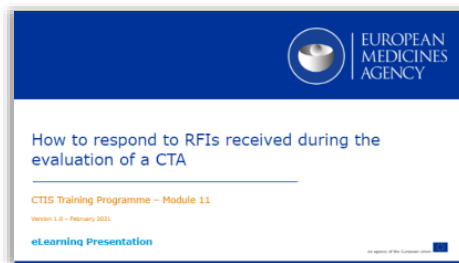 EUROPEAN
MEDICINES
AGENCY
How to respond to RFIs received during the
evaluation of a CTA
CTIS Training Programme – Module 11
Version 1.0 – February 2021
eLearning Presentation
An agency of the European Union